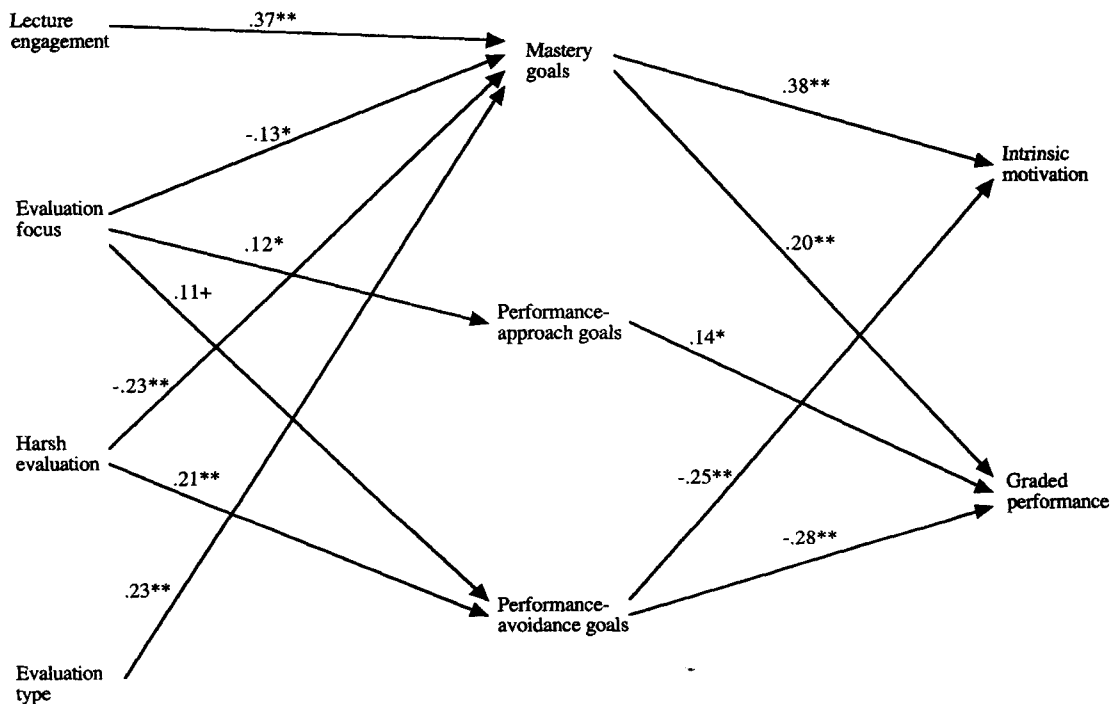 Lecture
engagement
.37**
Mastery
goals
.38**
-.13*
Intrinsic
motivation
Evaluation
focus
.12*
.20**
.11+
Performance-
approach goals
.14*
-.23**
Harsh
evaluation
.21**
-.25**
Graded
performance
-.28**
.23**
Performance-
avoidance goals
Evaluation
type